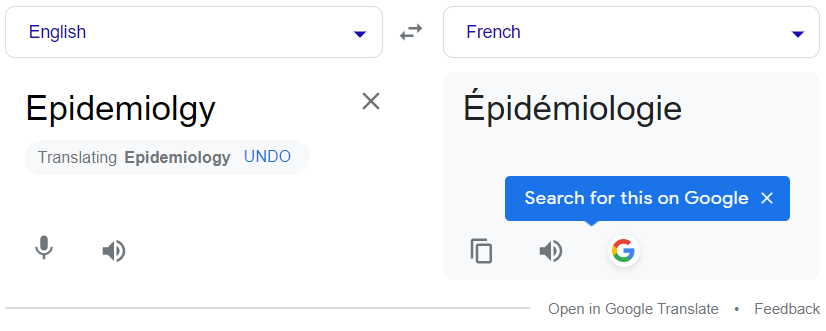 English
French
Epidemiolgy
Épidémiologie
Translating Epidemiology UNDO
Search for this on Google
Open in Google Translate • Feedback